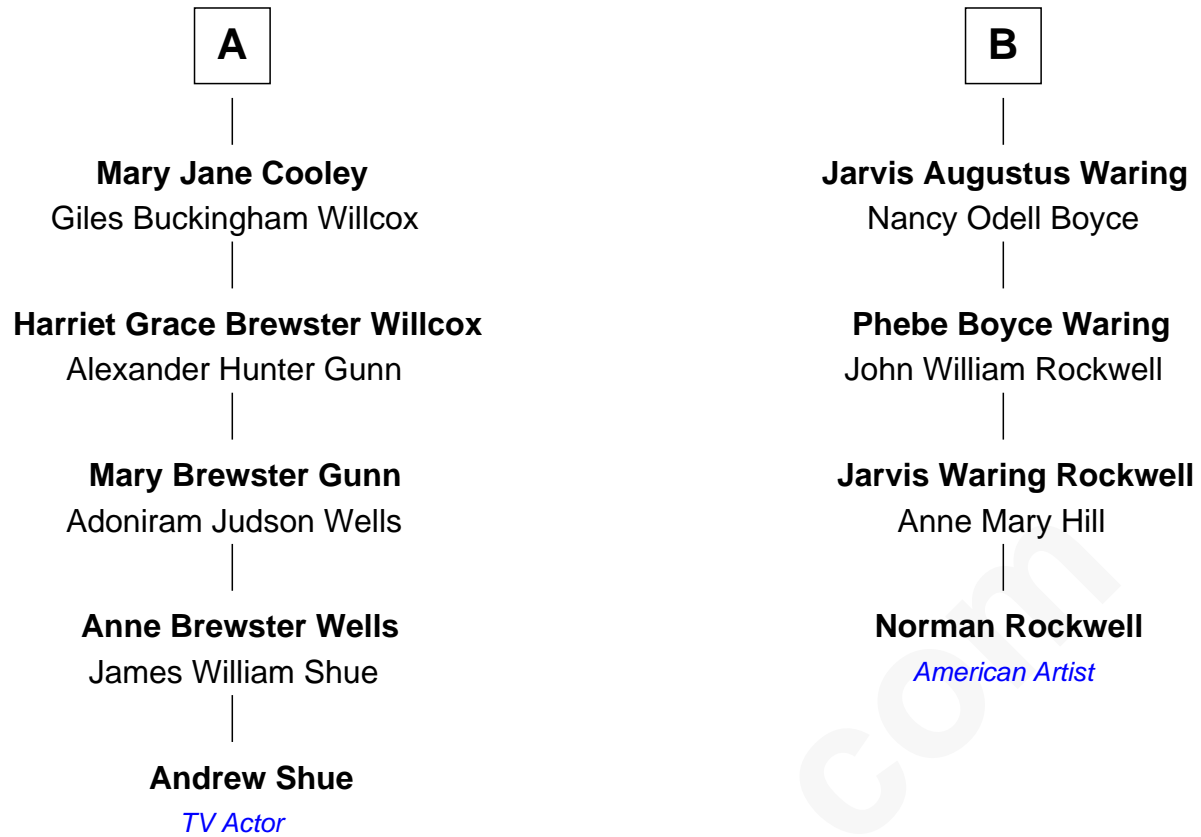 A
Mary Jane Cooley
Giles Buckingham Willcox
Harriet Grace Brewster Willcox
Alexander Hunter Gunn
Mary Brewster Gunn
Adoniram Judson Wells
Anne Brewster Wells
James William Shue
Andrew Shue
TV Actor
B
Jarvis Augustus Waring
Nancy Odell Boyce
Phebe Boyce Waring
John William Rockwell
Jarvis Waring Rockwell
Anne Mary Hill
Norman Rockwell
American Artist
com